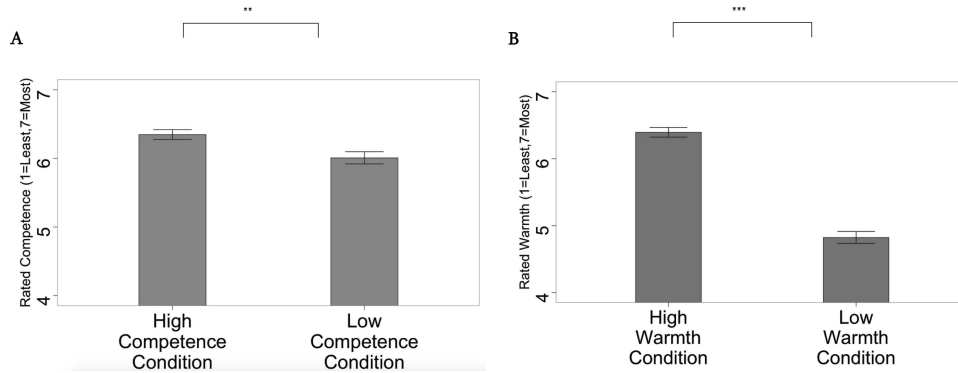 **
***
A
B
Rated Competence (1=Least,7=Most)
7
6
5
4
High
Competence
Condition
Low
Competence
Condition
Rated Warmth (1=Least,7=Most)
7
6
5
4
High
Warmth
Condition
Low
Warmth
Condition